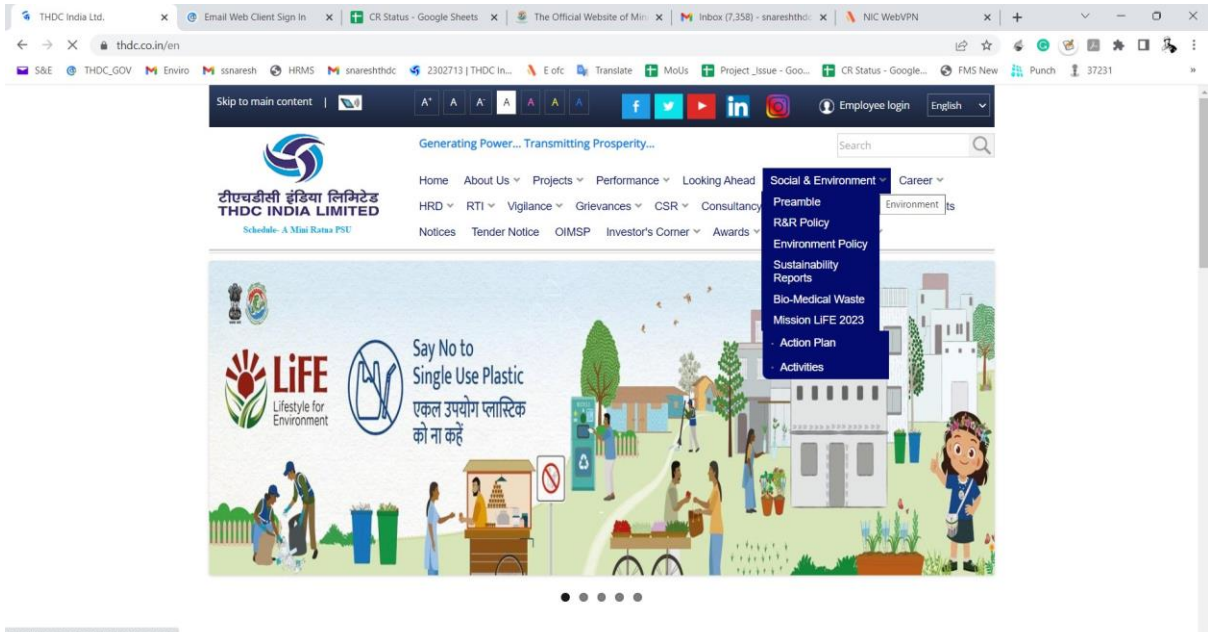 THDC India Ltd.
Email Web Client Sign In
CR Status - Google Sheets
The Official Website of Min
Inbox (7,358) - snareshthdc
NIC WebVPN
thdc.co.in/en
S&E THDC_GOV Enviro ssnaresh HRMS snareshthdc 2302713 | THDC In... E ofc Translate MoUs Project _Issue - Goo... CR Status - Google... FMS New Punch 37231 »
Skip to main content | A+ A A- A A A A Employee login English
Generating Power... Transmitting Prosperity...
Search
Home About Us Projects Performance Looking Ahead Social & Environment Career
टीएचडीसी इंडिया लिमिटेड
THDC INDIA LIMITED
Schedule- A Mini Ratna PSU
HRD RTI Vigilance Grievances CSR Consultancy
Notices Tender Notice OIMSP Investor's Corner Awards
Preamble
Environment
R&R Policy
Environment Policy
Sustainability
Reports
Bio-Medical Waste
Mission LiFE 2023
- Action Plan
- Activities
LiFE
Lifestyle for
Environment
Say No to
Single Use Plastic
एकल उपयोग प्लास्टिक
को ना कहें